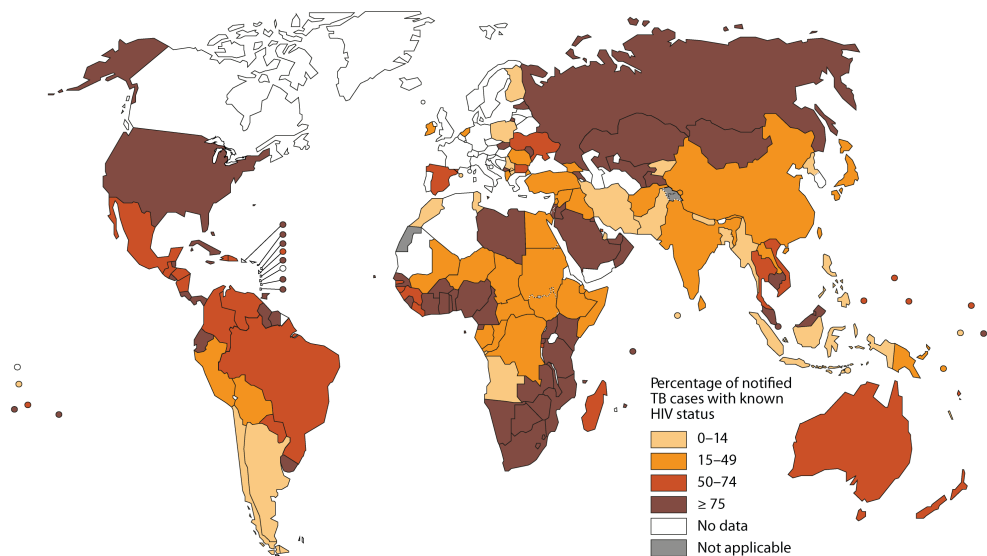 Percentage of notified
TB cases with known
HIV status
0–14
15–49
50–74
≥ 75
No data
Not applicable